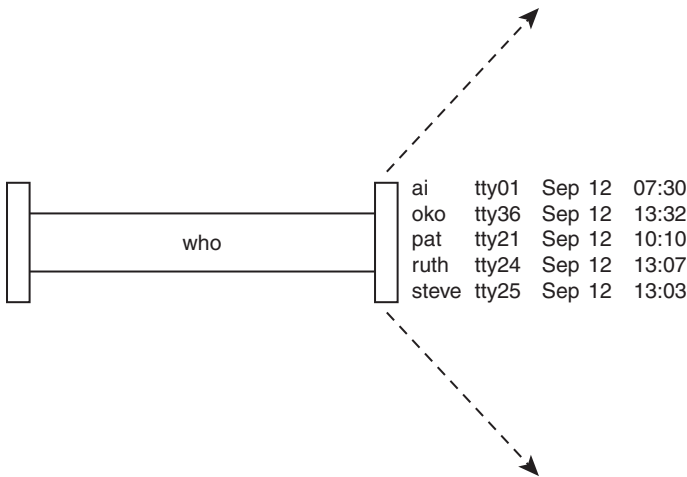 who
ai tty01 Sep 12 07:30
oko tty36 Sep 12 13:32
pat tty21 Sep 12 10:10
ruth tty24 Sep 12 13:07
steve tty25 Sep 12 13:03